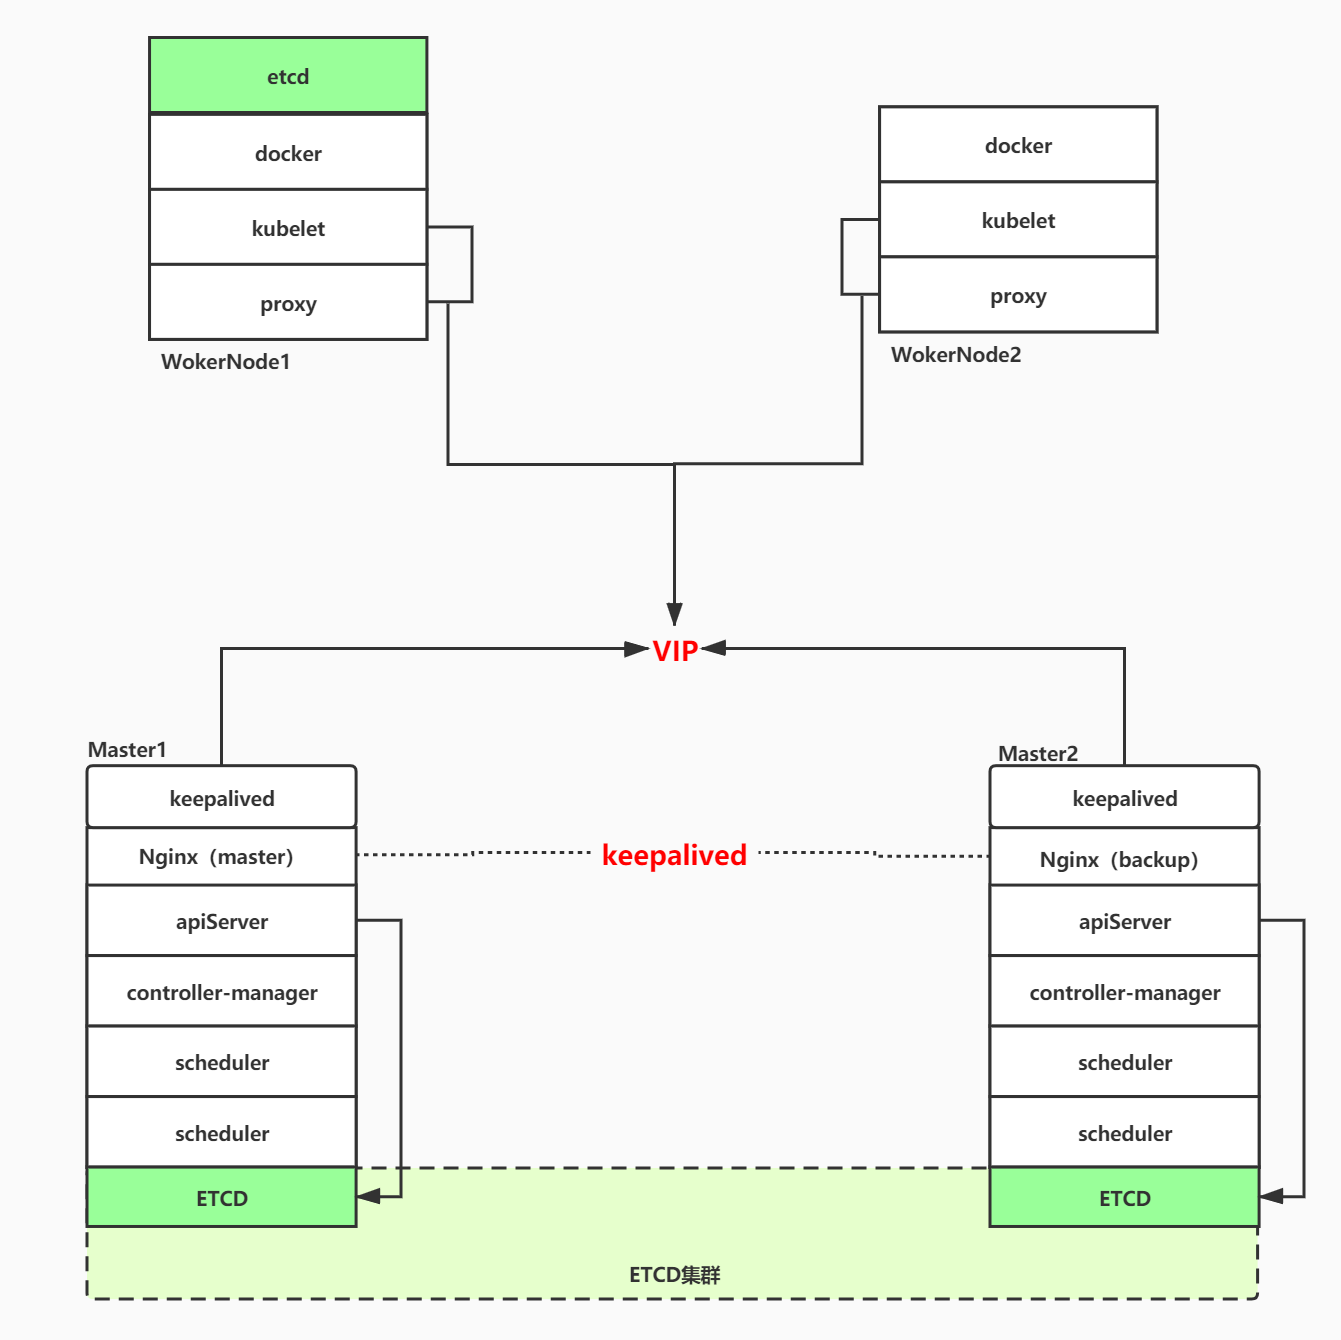 etcd
docker
kubelet
proxy
WokerNode1
docker
kubelet
proxy
WokerNode2
VIP
Master1
keepalived
Nginx（master）
apiServer
controller-manager
scheduler
scheduler
ETCD
keepalived
Master2
keepalived
Nginx（backup）
apiServer
controller-manager
scheduler
scheduler
ETCD
ETCD集群